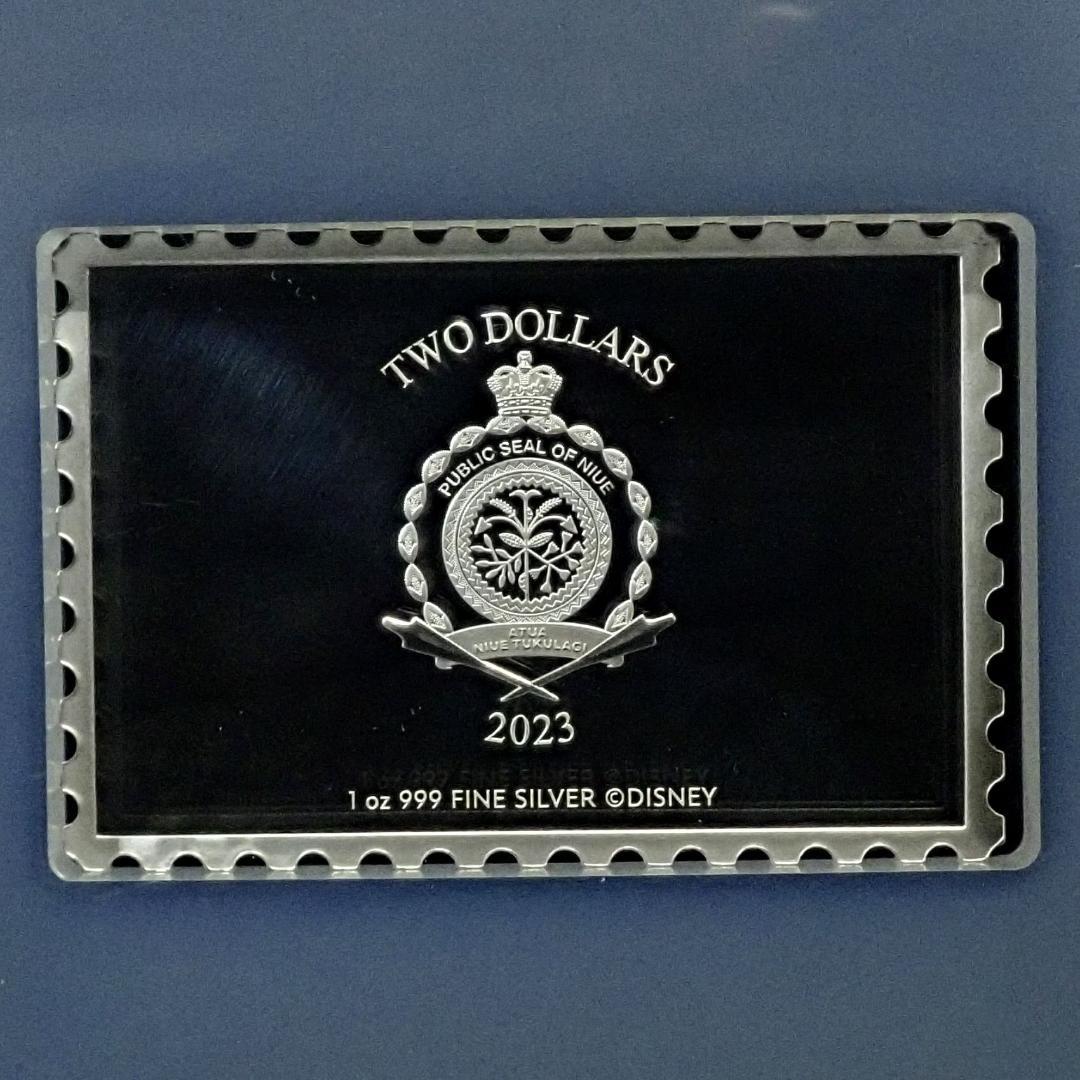 TWO DOLLARS
PUBLIC SEAL OF NIUE
ATUA
NIUE TUKULAGI
2023
1 oz 999 FINE SILVER ©DISNEY